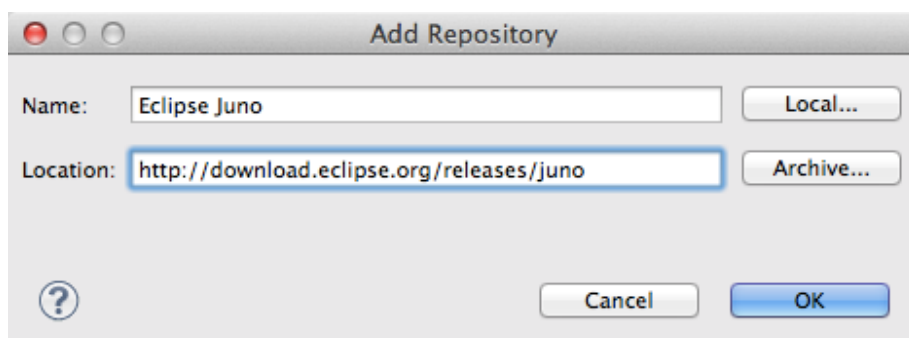 Add Repository
Name: Eclipse Juno Local...
Location: http://download.eclipse.org/releases/juno Archive...
? Cancel OK